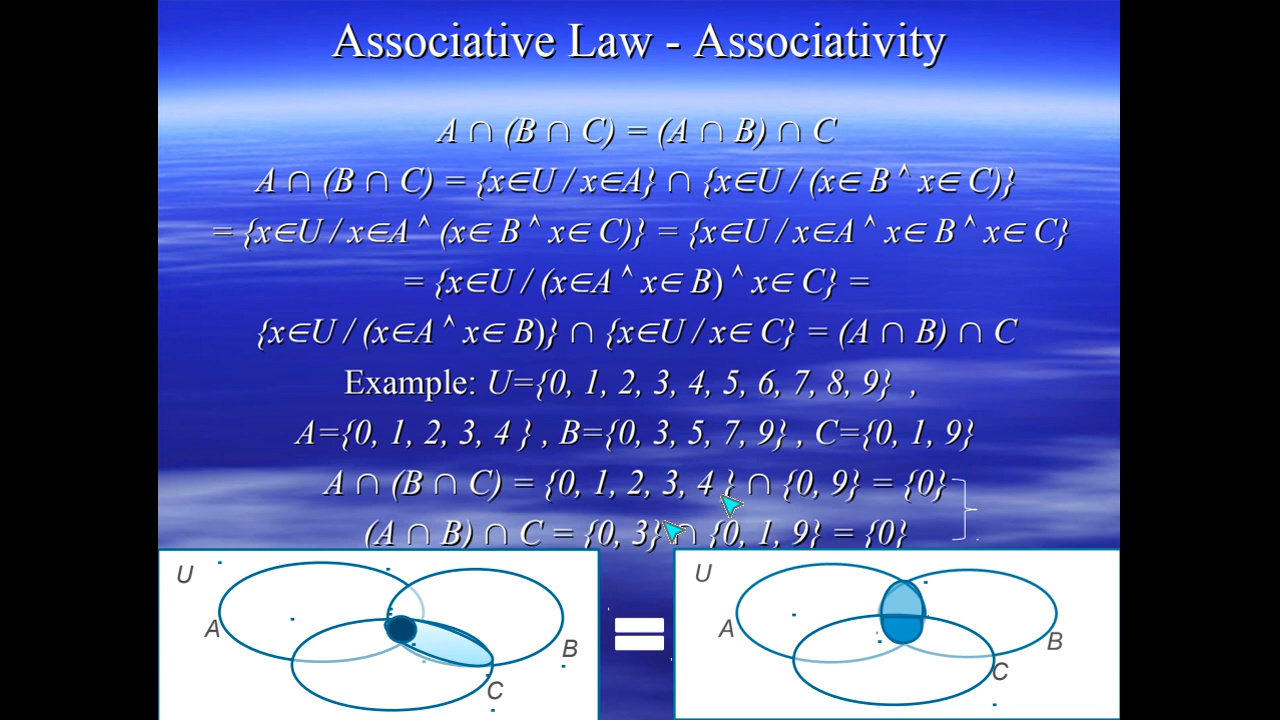 Associative Law - Associativity
A ∩ (B ∩ C) = (A ∩ B) ∩ C
A ∩ (B ∩ C) = {x∈U / x∈A} ∩ {x∈U / (x∈ B ^ x∈ C)}
= {x∈U / x∈A ^ (x∈ B ^ x∈ C)} = {x∈U / x∈A ^ x∈ B ^ x∈ C}
= {x∈U / (x∈A ^ x∈ B) ^ x∈ C} =
{x∈U / (x∈A ^ x∈ B)} ∩ {x∈U / x∈ C} = (A ∩ B) ∩ C
Example: U={0, 1, 2, 3, 4, 5, 6, 7, 8, 9} ,
A={0, 1, 2, 3, 4 } , B={0, 3, 5, 7, 9} , C={0, 1, 9}
A ∩ (B ∩ C) = {0, 1, 2, 3, 4 } ∩ {0, 9} = {0}
(A ∩ B) ∩ C = {0, 3} ∩ {0, 1, 9} = {0}
U
A
B
C
=
U
A
B
C